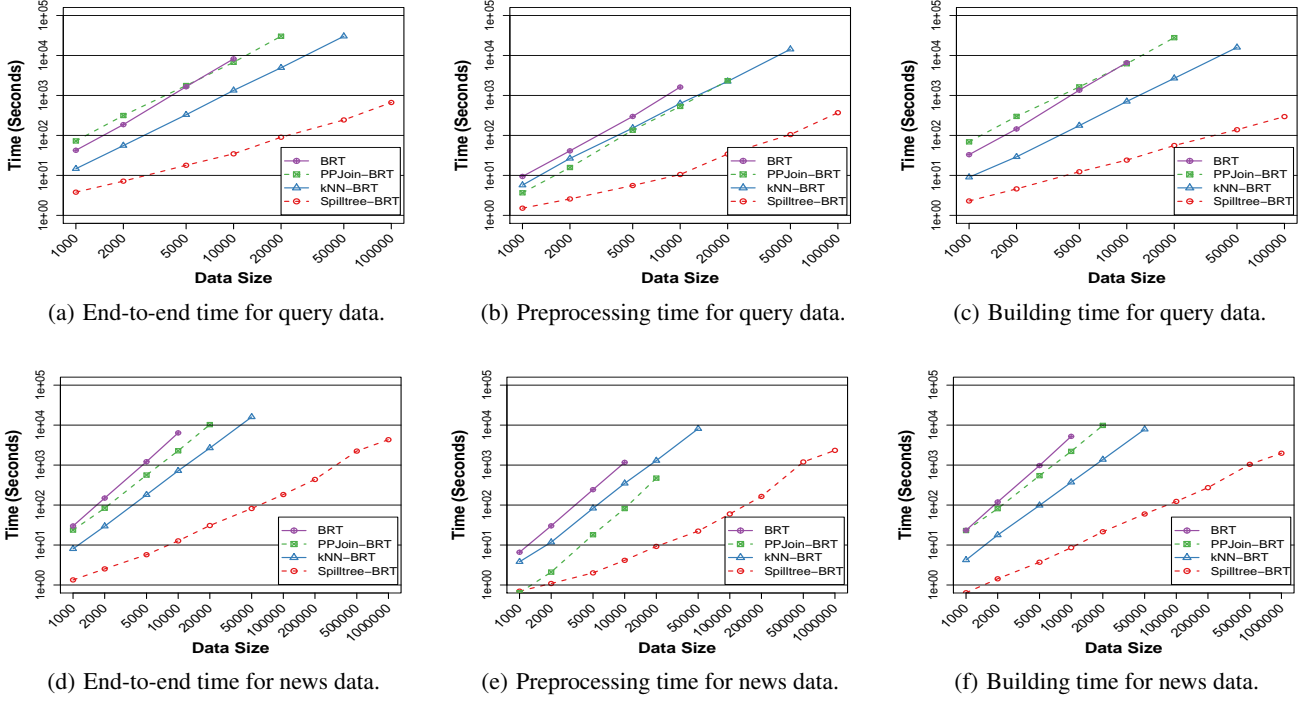 Time (Seconds)
1e+05
1e+04
1e+03
1e+02
1e+01
1e+00
BRT
PPJoin−BRT
kNN−BRT
Spilltree−BRT
1000
2000
5000
10000
20000
50000
100000
Data Size
(a) End-to-end time for query data.
Time (Seconds)
1e+05
1e+04
1e+03
1e+02
1e+01
1e+00
BRT
PPJoin−BRT
kNN−BRT
Spilltree−BRT
1000
2000
5000
10000
20000
50000
100000
Data Size
(b) Preprocessing time for query data.
Time (Seconds)
1e+05
1e+04
1e+03
1e+02
1e+01
1e+00
BRT
PPJoin−BRT
kNN−BRT
Spilltree−BRT
1000
2000
5000
10000
20000
50000
100000
Data Size
(c) Building time for query data.
Time (Seconds)
1e+05
1e+04
1e+03
1e+02
1e+01
1e+00
BRT
PPJoin−BRT
kNN−BRT
Spilltree−BRT
1000
2000
5000
10000
20000
50000
100000
200000
500000
1000000
Data Size
(d) End-to-end time for news data.
Time (Seconds)
1e+05
1e+04
1e+03
1e+02
1e+01
1e+00
BRT
PPJoin−BRT
kNN−BRT
Spilltree−BRT
1000
2000
5000
10000
20000
50000
100000
200000
500000
1000000
Data Size
(e) Preprocessing time for news data.
Time (Seconds)
1e+05
1e+04
1e+03
1e+02
1e+01
1e+00
BRT
PPJoin−BRT
kNN−BRT
Spilltree−BRT
1000
2000
5000
10000
20000
50000
100000
200000
500000
1000000
Data Size
(f) Building time for news data.